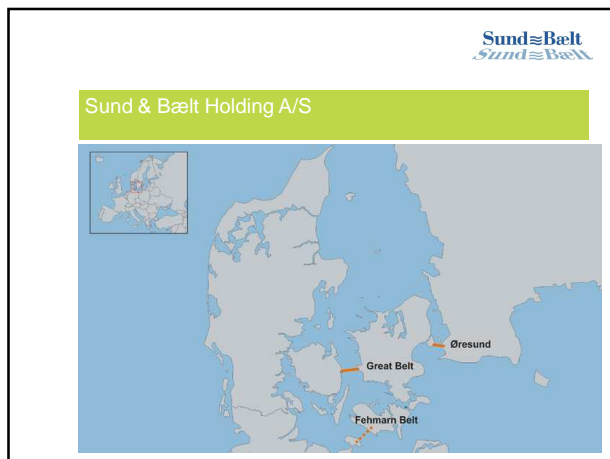 Sund≋Bælt
Sund≋Bælt
Sund & Bælt Holding A/S
Øresund
Great Belt
Fehmarn Belt